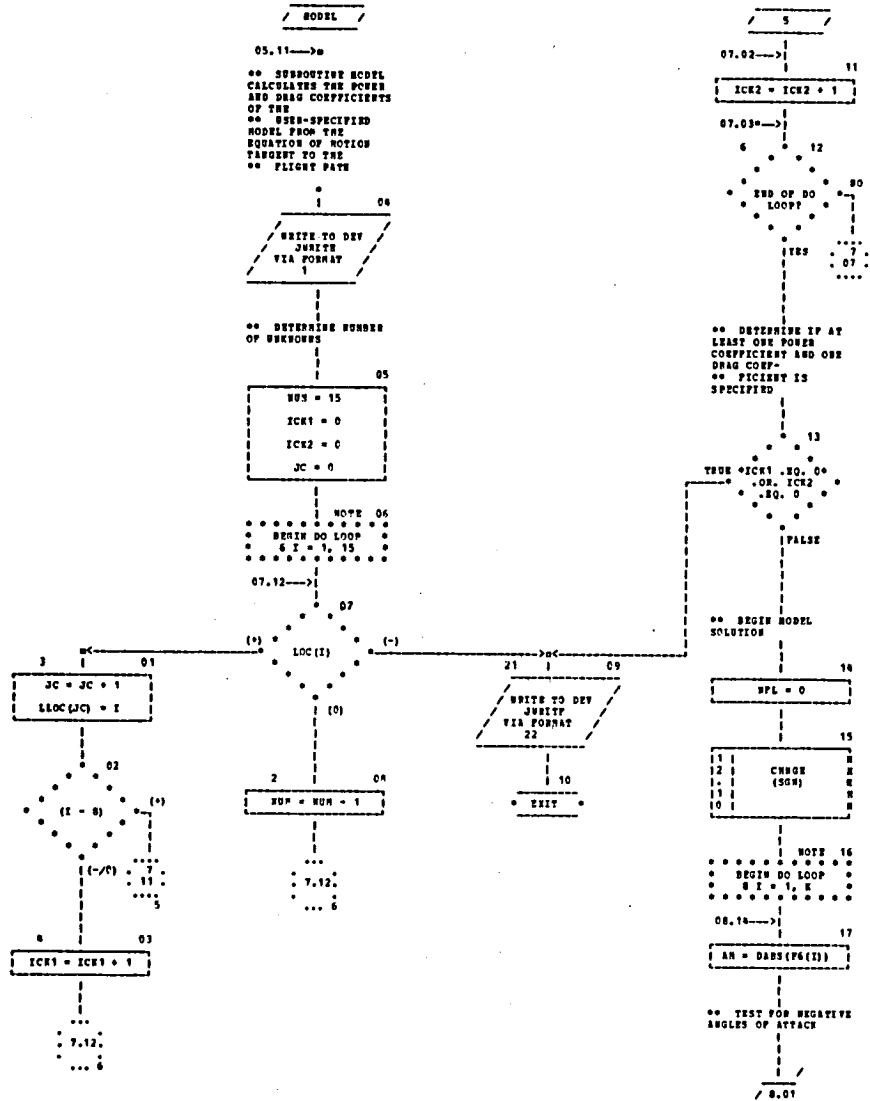 MODEL
05.11--->
** SUBROUTINE MODEL
CALCULATES THE POWER
AND DRAG COEFFICIENTS
OF THE
** USER-SPECIFIED
MODEL FROM THE
EQUATION OF MOTION
TANGENT TO THE
** FLIGHT PATH
04
WRITE TO DEV
JWRITE
VIA FORMAT
1
** DETERMINE NUMBER
OF UNKNOWNS
05
NUM = 15
ICK1 = 0
ICK2 = 0
JC = 0
NOTE 06
BEGIN DO LOOP
6 I = 1, 15
07.12--->
07
LOC(I)
(+)
(-)
(0)
3 01
JC = JC + 1
LLOC(JC) = I
02
(I - 8)
(+)
(-/0)
7
11
5
4 03
ICK1 = ICK1 + 1
7.12
6
2 08
NUM = NUM - 1
7.12
6
21 09
WRITE TO DEV
JWRITE
VIA FORMAT
22
10
EXIT
5
07.02--->
11
ICK2 = ICK2 + 1
07.03*-->
6 12
END OF DO
LOOP?
NO
YES
7
07
** DETERMINE IF AT
LEAST ONE POWER
COEFFICIENT AND ONE
DRAG COEF-
** FICIENT IS
SPECIFIED
13
TRUE
ICK1 .EQ. 0
.OR. ICK2
.EQ. 0
FALSE
** BEGIN MODEL
SOLUTION
14
NFL = 0
15
12.10
CHNGE
(SGN)
NOTE 16
BEGIN DO LOOP
8 I = 1, K
08.14--->
17
AM = DABS(F6(I))
** TEST FOR NEGATIVE
ANGLES OF ATTACK
8.01